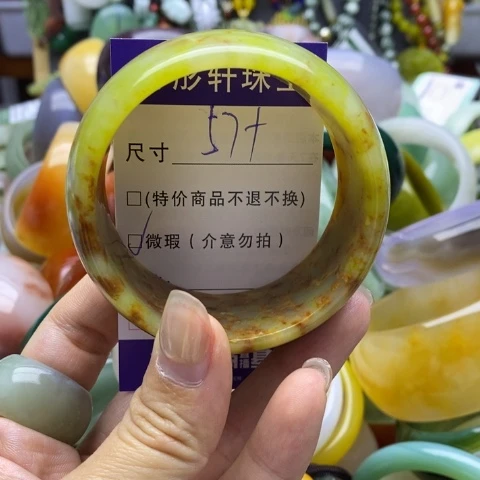 轩珠宝
尺寸 57+
□(特价商品不退不换)
☑微瑕(介意勿拍)